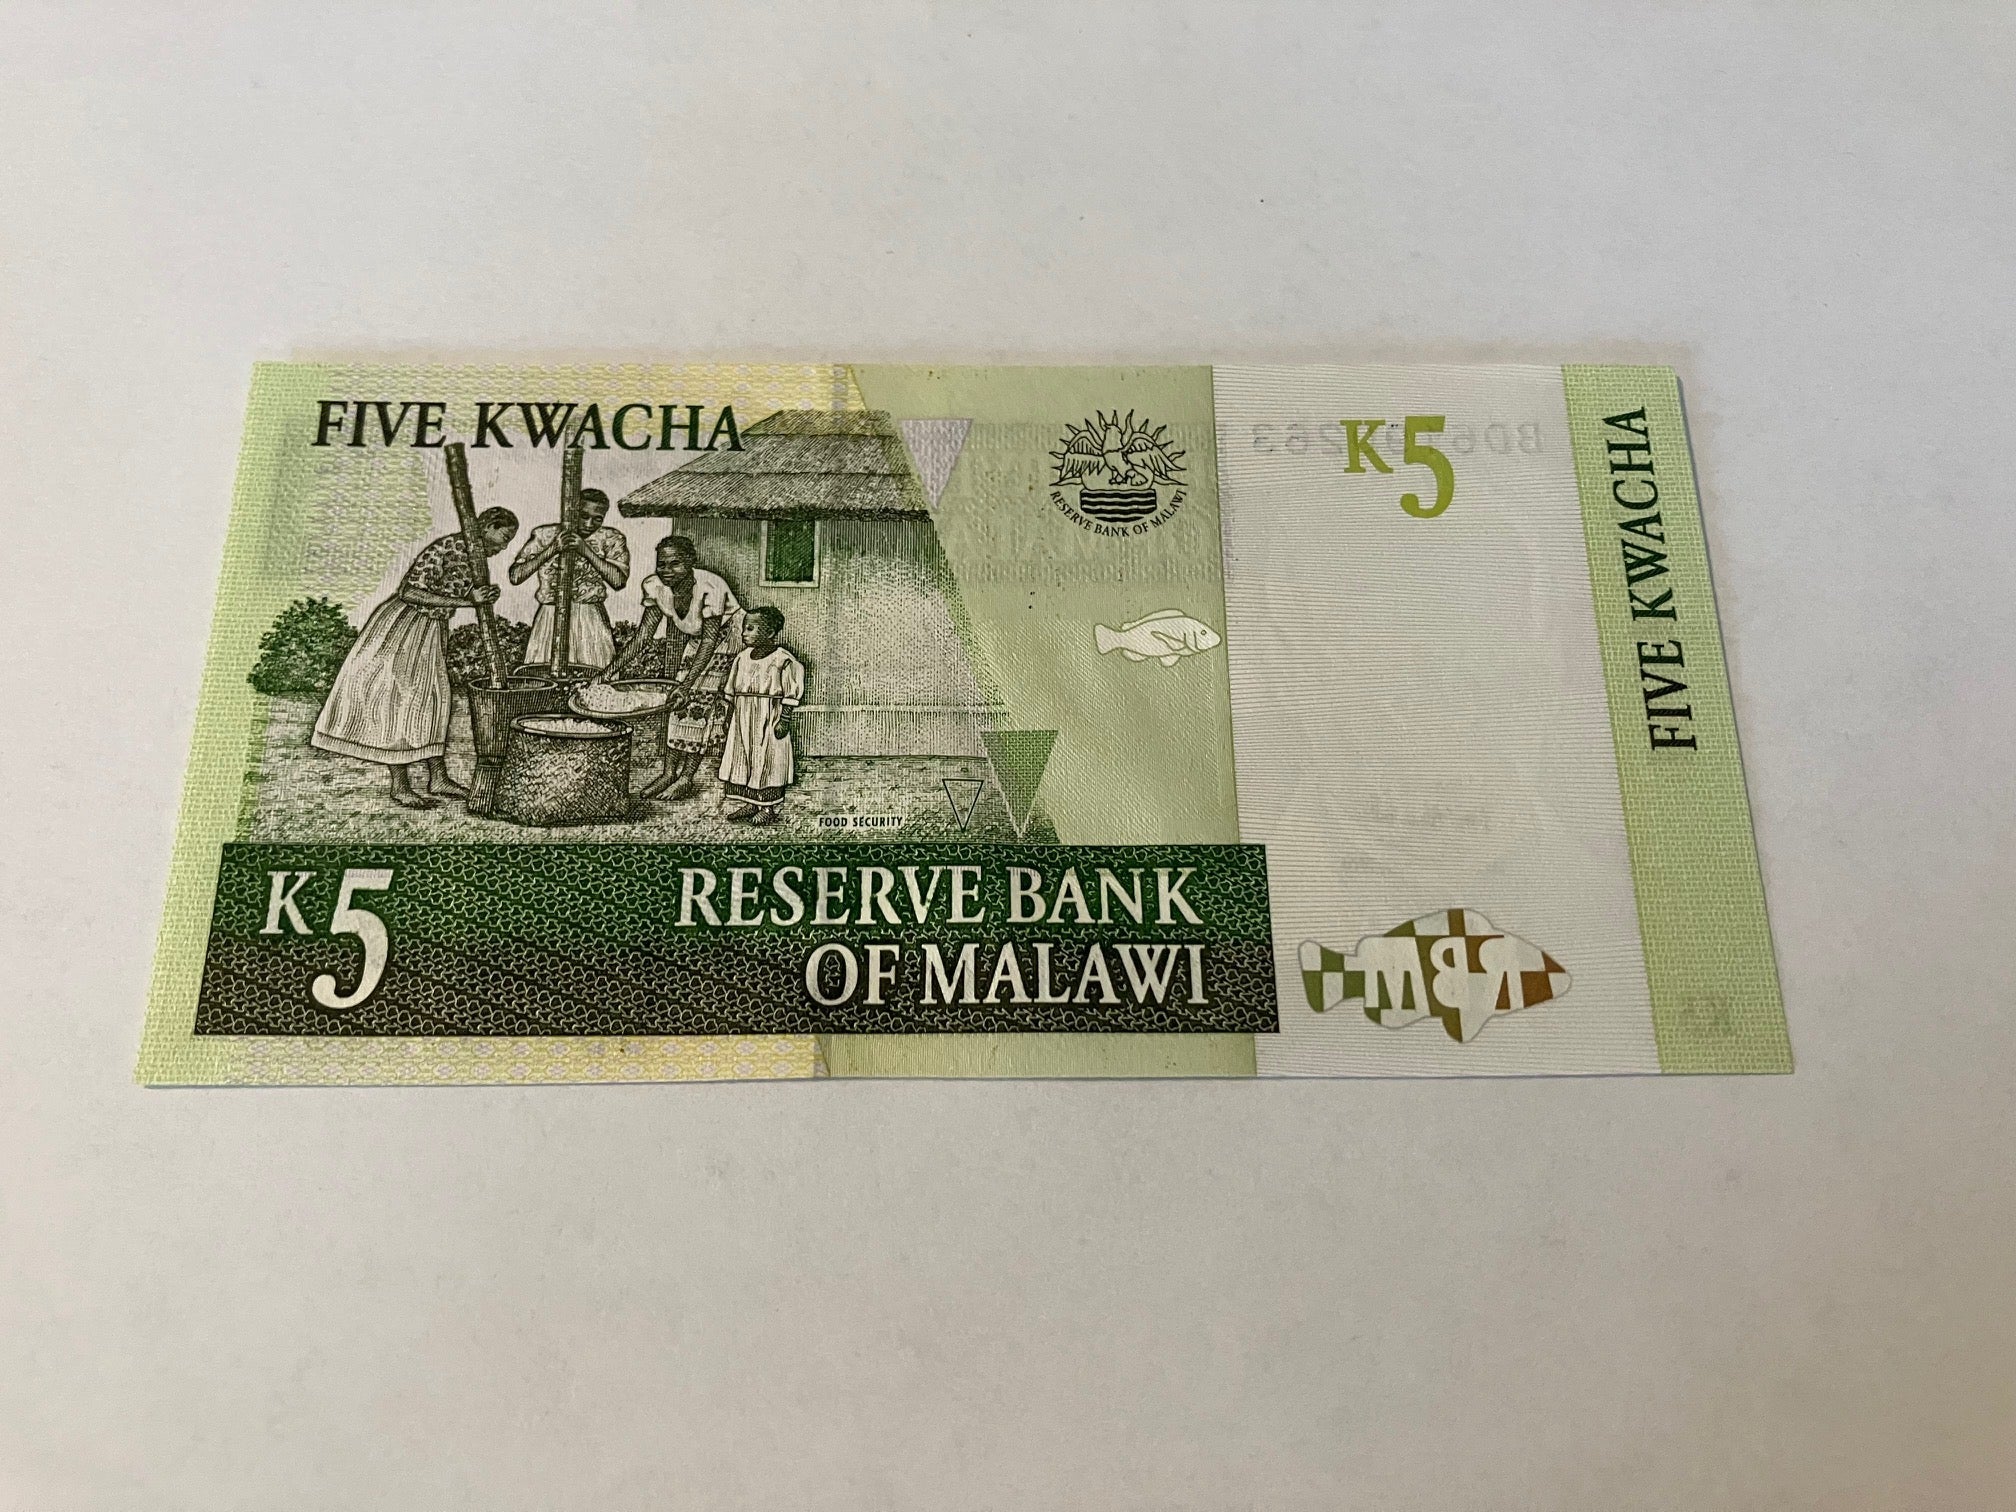 FIVE KWACHA
RESERVE BANK OF MALAWI
K5
FIVE KWACHA
FOOD SECURITY
K5
RESERVE BANK
OF MALAWI